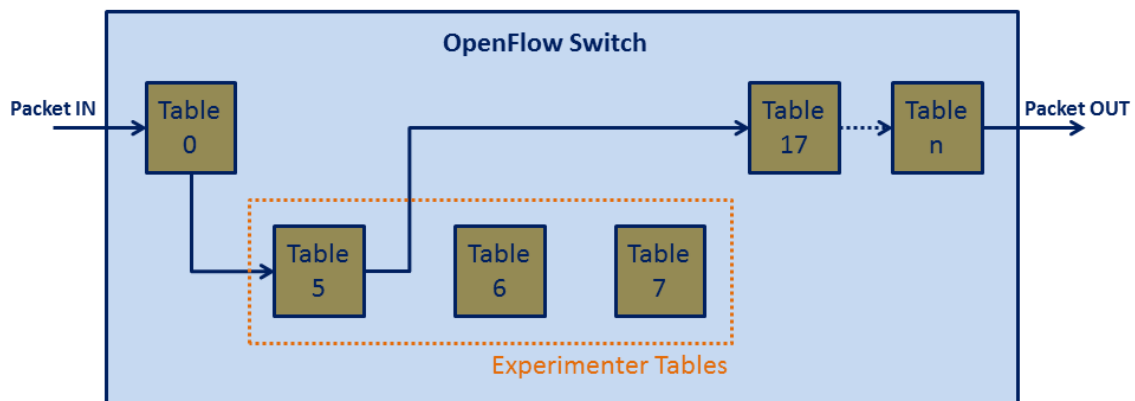 OpenFlow Switch
Packet IN
Table
0
Table
17
Table
n
Packet OUT
Table
5
Table
6
Table
7
Experimenter Tables